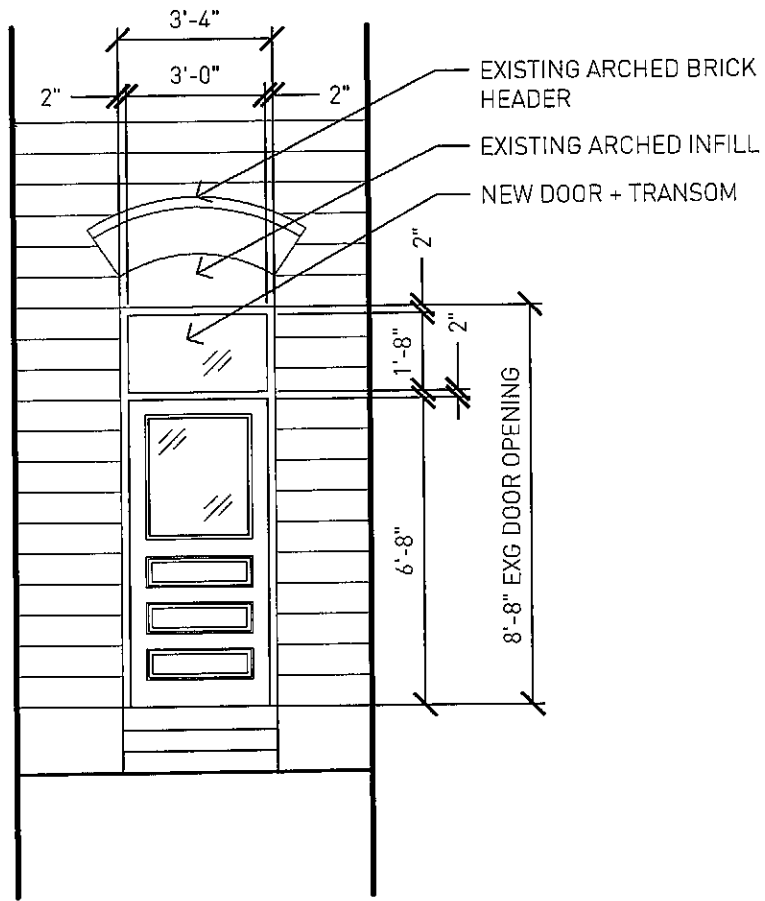 3'-4"
3'-0"
2"
2"
EXISTING ARCHED BRICK
HEADER
EXISTING ARCHED INFILL
NEW DOOR + TRANSOM
2"
1'-8"
2"
6'-8"
8'-8" EXG DOOR OPENING